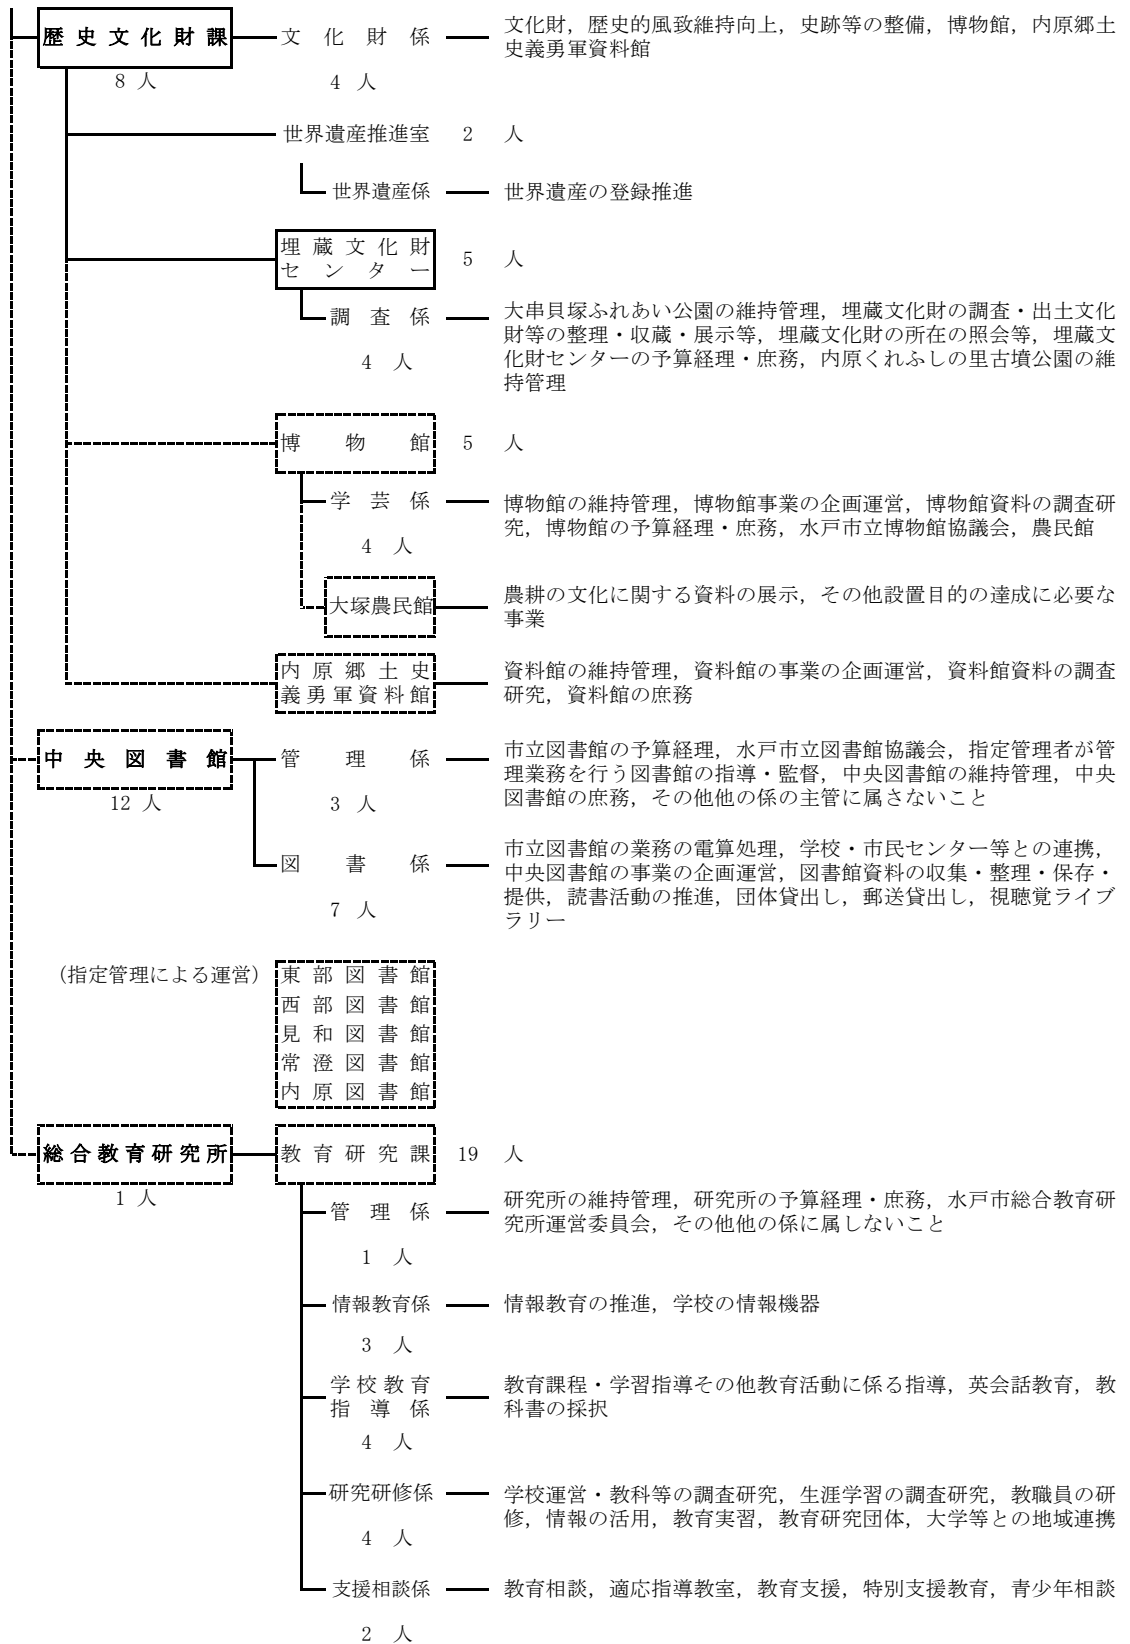 歴史文化財課
8 人
文化財係
4 人
文化財，歴史的風致維持向上，史跡等の整備，博物館，内原郷土
史義勇軍資料館
世界遺産推進室 2 人
世界遺産係
世界遺産の登録推進
埋蔵文化財
センター
5 人
調査係
4 人
大串貝塚ふれあい公園の維持管理，埋蔵文化財の調査・出土文化
財等の整理・収蔵・展示等，埋蔵文化財の所在の照会等，埋蔵文
化財センターの予算経理・庶務，内原くれふしの里古墳公園の維
持管理
博物館 5 人
学芸係
4 人
博物館の維持管理，博物館事業の企画運営，博物館資料の調査研
究，博物館の予算経理・庶務，水戸市立博物館協議会，農民館
大塚農民館
農耕の文化に関する資料の展示，その他設置目的の達成に必要な
事業
内原郷土史
義勇軍資料館
資料館の維持管理，資料館の事業の企画運営，資料館資料の調査
研究，資料館の庶務
中央図書館
12 人
管理係
3 人
市立図書館の予算経理，水戸市立図書館協議会，指定管理者が管
理業務を行う図書館の指導・監督，中央図書館の維持管理，中央
図書館の庶務，その他他の係の主管に属さないこと
図書係
7 人
市立図書館の業務の電算処理，学校・市民センター等との連携，
中央図書館の事業の企画運営，図書館資料の収集・整理・保存・
提供，読書活動の推進，団体貸出し，郵送貸出し，視聴覚ライブ
ラリー
（指定管理による運営）
東部図書館
西部図書館
見和図書館
常澄図書館
内原図書館
総合教育研究所
1 人
教育研究課 19 人
管理係
1 人
研究所の維持管理，研究所の予算経理・庶務，水戸市総合教育研
究所運営委員会，その他他の係に属しないこと
情報教育係
3 人
情報教育の推進，学校の情報機器
学校教育
指導係
4 人
教育課程・学習指導その他教育活動に係る指導，英会話教育，教
科書の採択
研究研修係
4 人
学校運営・教科等の調査研究，生涯学習の調査研究，教職員の研
修，情報の活用，教育実習，教育研究団体，大学等との地域連携
支援相談係
2 人
教育相談，適応指導教室，教育支援，特別支援教育，青少年相談